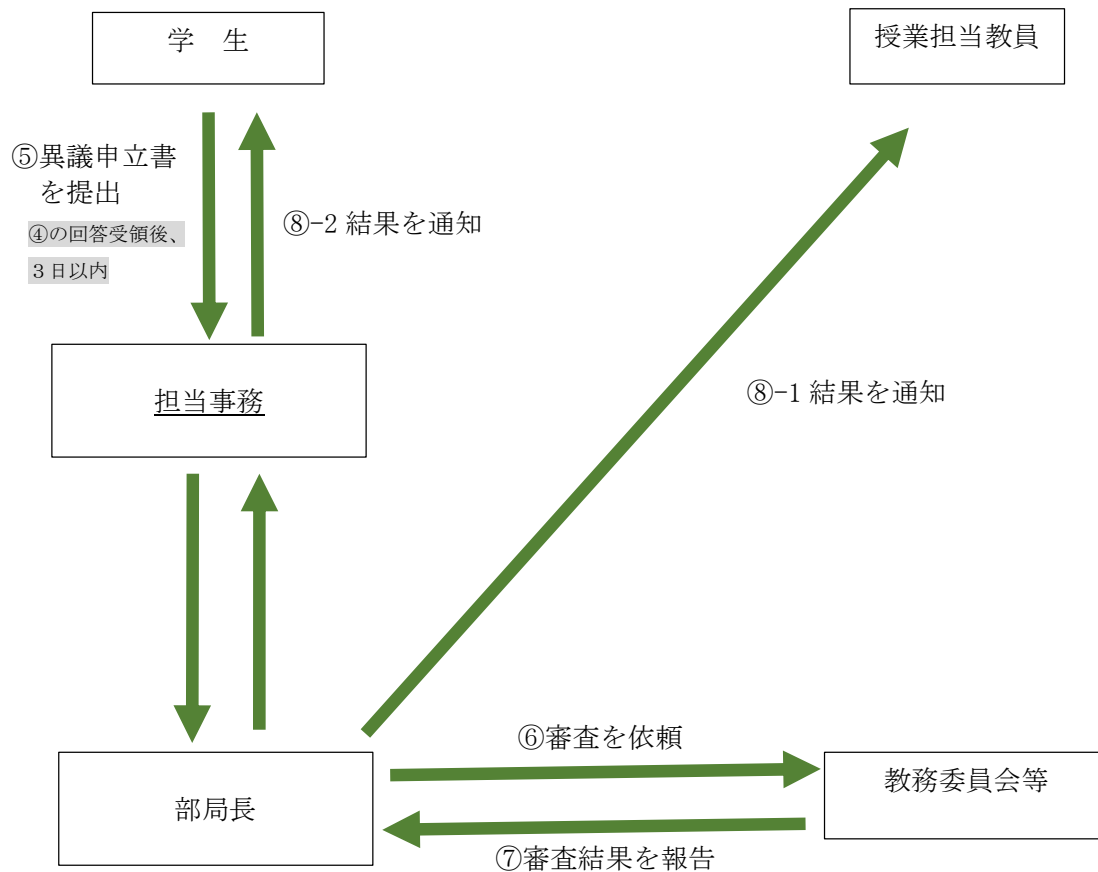 学　生
授業担当教員
⑤異議申立書
を提出
④の回答受領後、
３日以内
⑧-2 結果を通知
担当事務
⑧-1 結果を通知
⑥審査を依頼
部局長
教務委員会等
⑦審査結果を報告